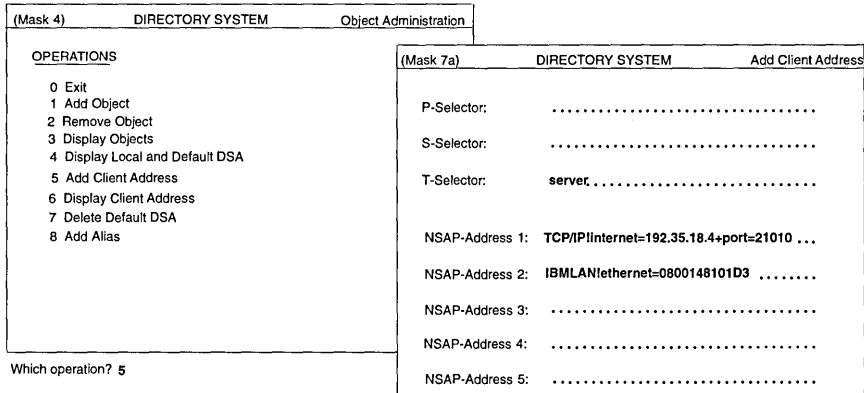 (Mask 4) DIRECTORY SYSTEM Object Administration
OPERATIONS
0 Exit
1 Add Object
2 Remove Object
3 Display Objects
4 Display Local and Default DSA
5 Add Client Address
6 Display Client Address
7 Delete Default DSA
8 Add Alias
Which operation? 5
(Mask 7a) DIRECTORY SYSTEM Add Client Address
P-Selector: ................................
S-Selector: ................................
T-Selector: server............................
NSAP-Address 1: TCP/IP!internet=192.35.18.4+port=21010 ...
NSAP-Address 2: IBMLAN!ethernet=0800148101D3 ........
NSAP-Address 3: ................................
NSAP-Address 4: ................................
NSAP-Address 5: ................................